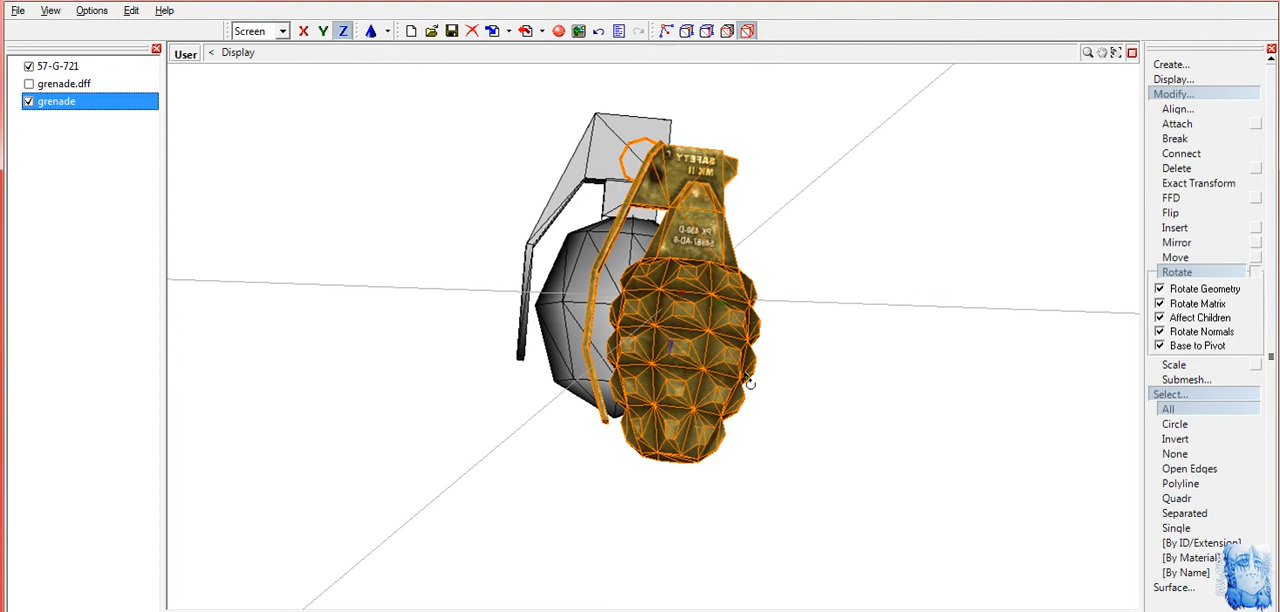 File View Options Edit Help
Screen X Y Z
57-G-721
grenade.dff
grenade
User < Display
SAFETY
MK II
PK 430-D
Create...
Display...
Modify...
Align...
Attach
Break
Connect
Delete
Exact Transform
FFD
Flip
Insert
Mirror
Move
Rotate
Rotate Geometry
Rotate Matrix
Affect Children
Rotate Normals
Base to Pivot
Scale
Submesh...
Select...
All
Circle
Invert
None
Open Edges
Polyline
Quadr
Separated
Single
[By ID/Extension]
[By Material]
[By Name]
Surface...